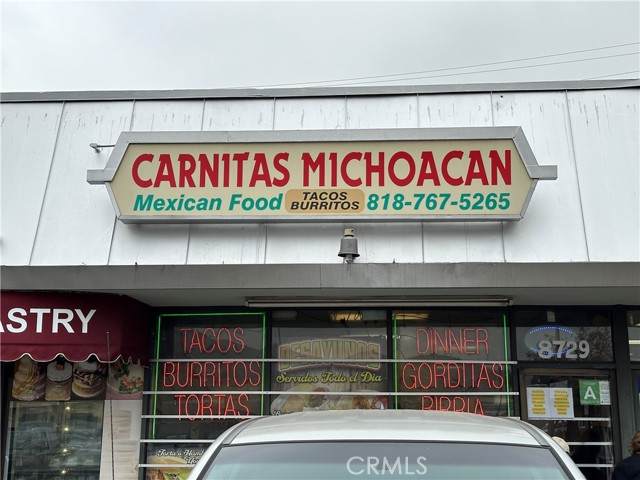 CARNITAS MICHOACAN
Mexican Food TACOS BURRITOS 818-767-5265
ASTRY
TACOS
BURRITOS
TORTAS
DESAYUNOS
Servidos Todo el Dia
DINNER
GORDITAS
BIRRIA
8729
A
CRMLS